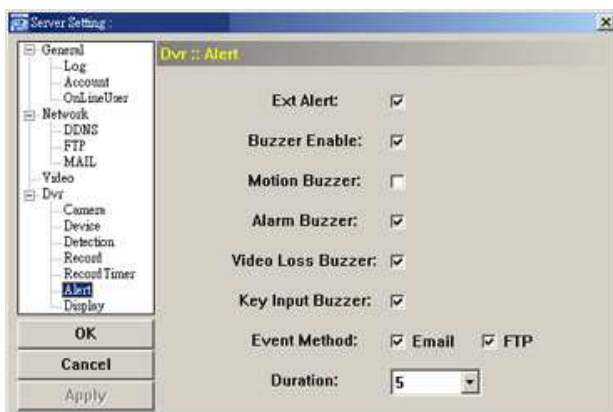 Server Setting :
General
Log
Account
OnLineUser
Network
DDNS
FTP
MAIL
Video
Dvr
Camera
Device
Detection
Record
Record Timer
Alert
Display
OK
Cancel
Apply
Dvr :: Alert
Ext Alert:
Buzzer Enable:
Motion Buzzer:
Alarm Buzzer:
Video Loss Buzzer:
Key Input Buzzer:
Event Method: Email FTP
Duration: 5